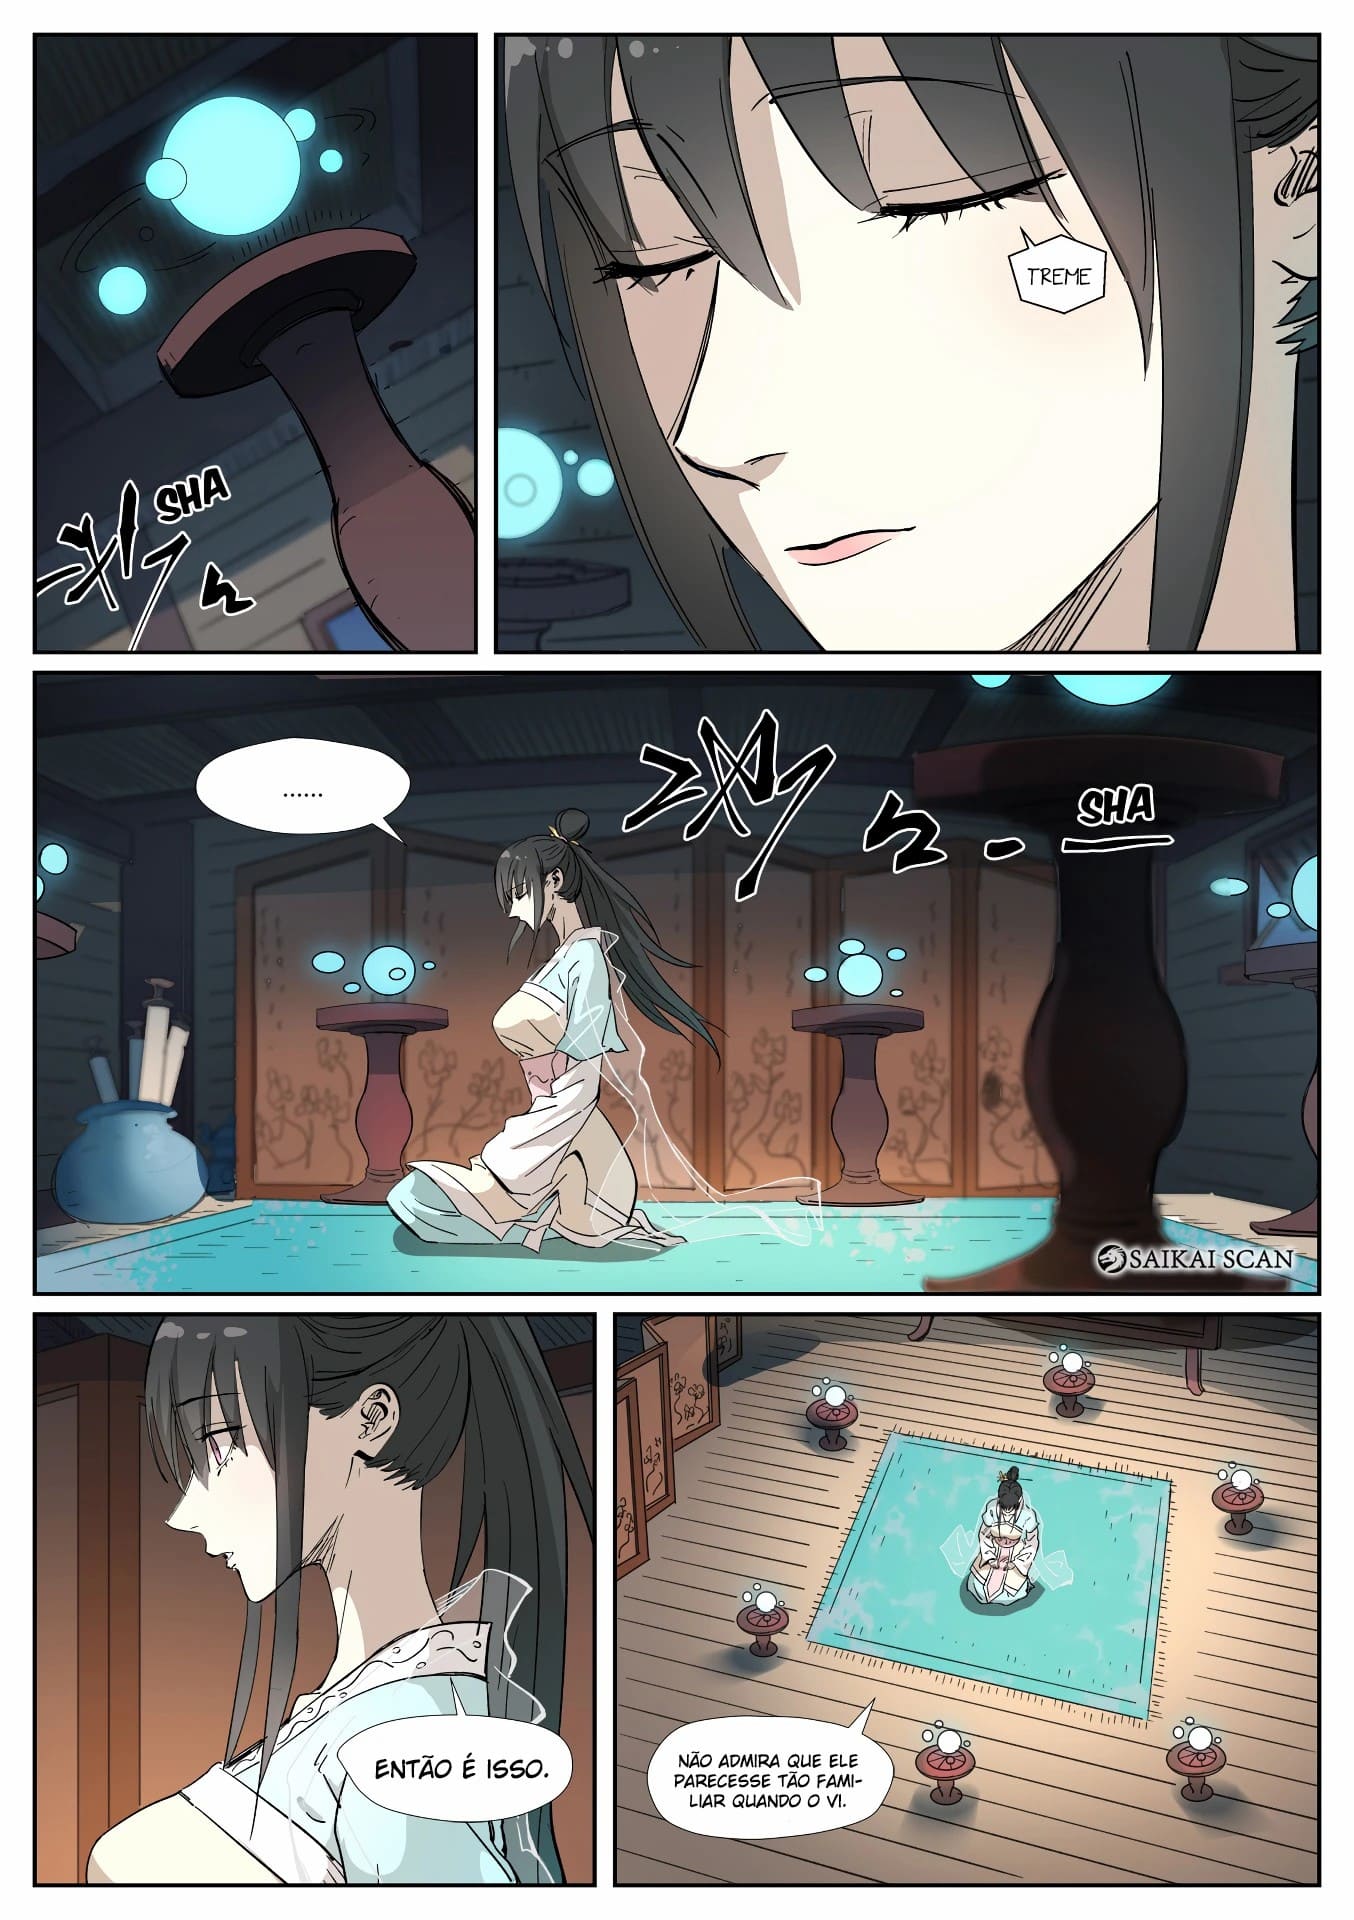 SHA
TREME
......
SHA
SAIKAI SCAN
ENTÃO É ISSO.
NÃO ADMIRA QUE ELE
PARECESSE TÃO FAMI-
LIAR QUANDO O VI.